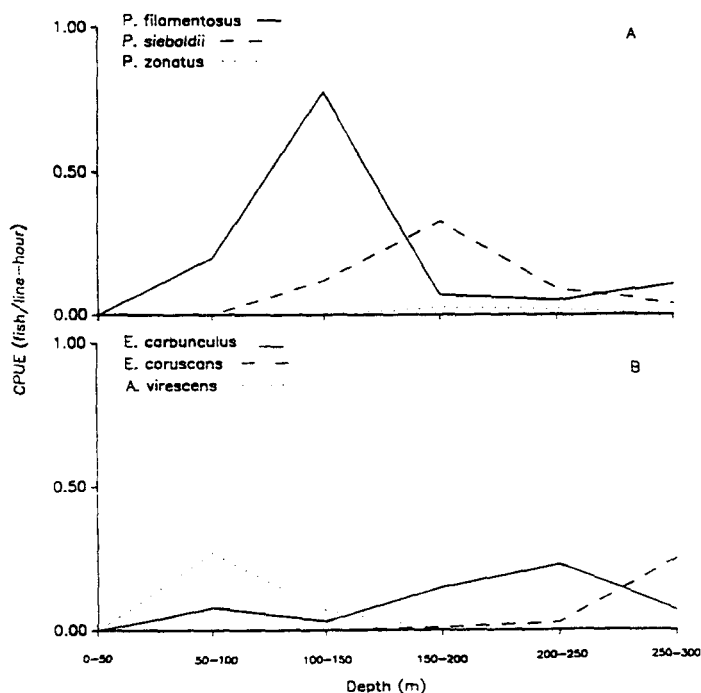 P. filamentosus
P. sieboldii
P. zonatus
A
1.00
0.50
0.00
CPUE (fish/line-hour)
E. carbunculus
E. coruscans
A. virescens
B
1.00
0.50
0.00
0-50
50-100
100-150
150-200
200-250
250-300
Depth (m)